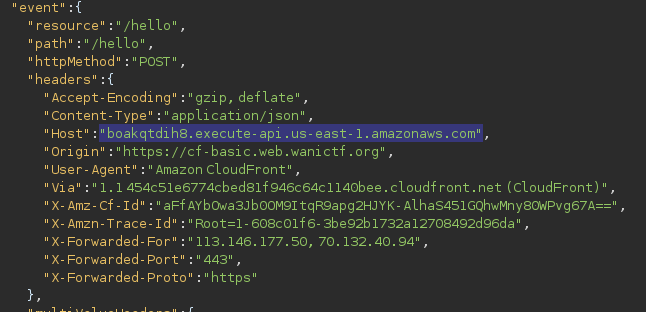 "event":{
"resource":"/hello",
"path":"/hello",
"httpMethod":"POST",
"headers":{
"Accept-Encoding":"gzip, deflate",
"Content-Type":"application/json",
"Host":"boakqtdih8.execute-api.us-east-1.amazonaws.com",
"Origin":"https://cf-basic.web.wanictf.org",
"User-Agent":"Amazon CloudFront",
"Via":"1.1 454c51e6774cbed81f946c64c1140bee.cloudfront.net (CloudFront)",
"X-Amz-Cf-Id":"aFfAYbOwa3JbOOM9ItqR9apg2HJYK-AlhaS451GQhwMny80WPvg67A==",
"X-Amzn-Trace-Id":"Root=1-608c01f6-3be92b1732a12708492d96da",
"X-Forwarded-For":"113.146.177.50, 70.132.40.94",
"X-Forwarded-Port":"443",
"X-Forwarded-Proto":"https"
},